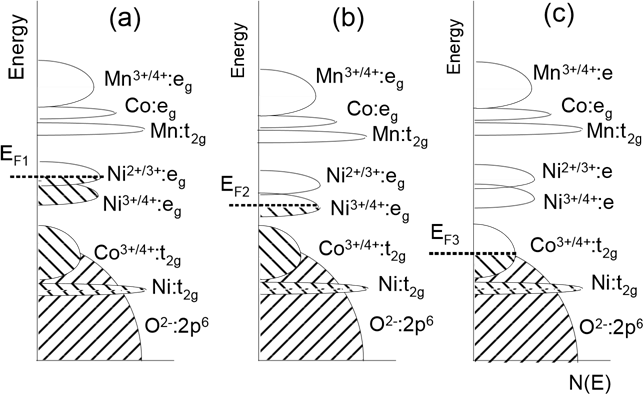 (a)
Energy
Mn3+/4+:eg
Co:eg
Mn:t2g
EF1
Ni2+/3+:eg
Ni3+/4+:eg
Co3+/4+:t2g
Ni:t2g
O2-:2p6
(b)
Energy
Mn3+/4+:eg
Co:eg
Mn:t2g
EF2
Ni2+/3+:eg
Ni3+/4+:eg
Co3+/4+:t2g
Ni:t2g
O2-:2p6
(c)
Energy
Mn3+/4+:e
Co:eg
Mn:t2g
Ni2+/3+:e
Ni3+/4+:e
EF3
Co3+/4+:t2g
Ni:t2g
O2-:2p6
N(E)